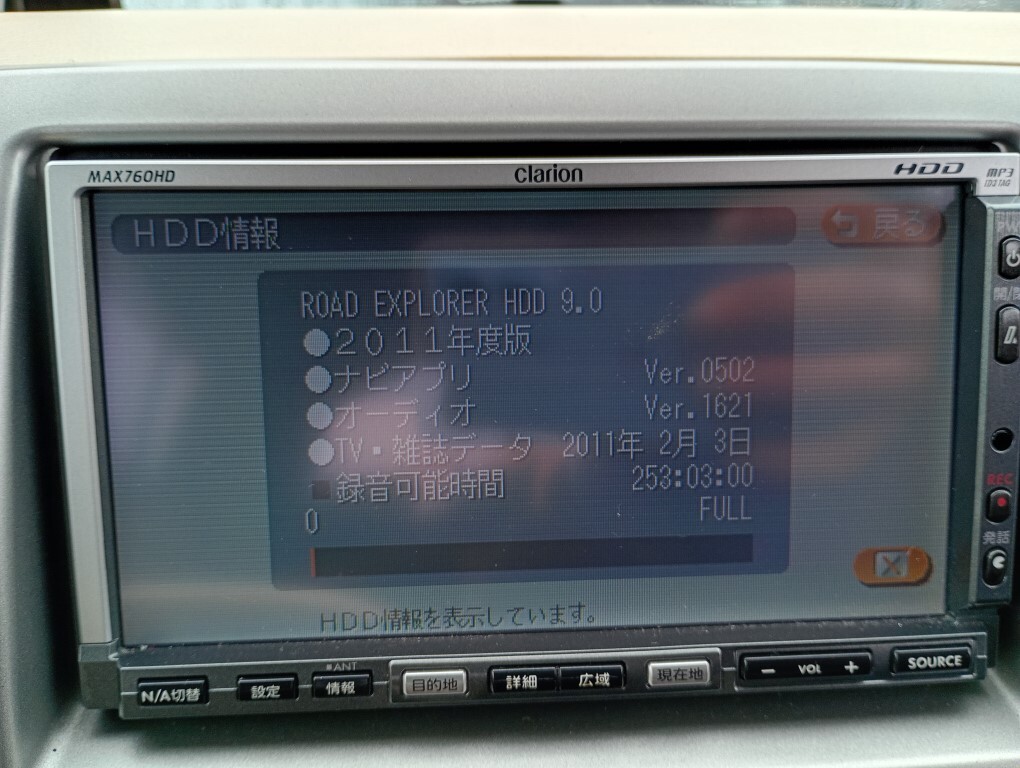 MAX760HD
Clarion
HDD
MP3
ID3 TAG
HDD情報
戻る
PWR
開/閉
ROAD EXPLORER HDD 9.0
●2011年度版
●ナビアプリ Ver.0502
●オーディオ Ver.1621
●TV・雑誌データ 2011年 2月 3日
■録音可能時間 253:03:00
0 FULL
REC
発話
HDD情報を表示しています。
N/A切替
設定
■ANT
情報
目的地
詳細
広域
現在地
− VOL +
SOURCE